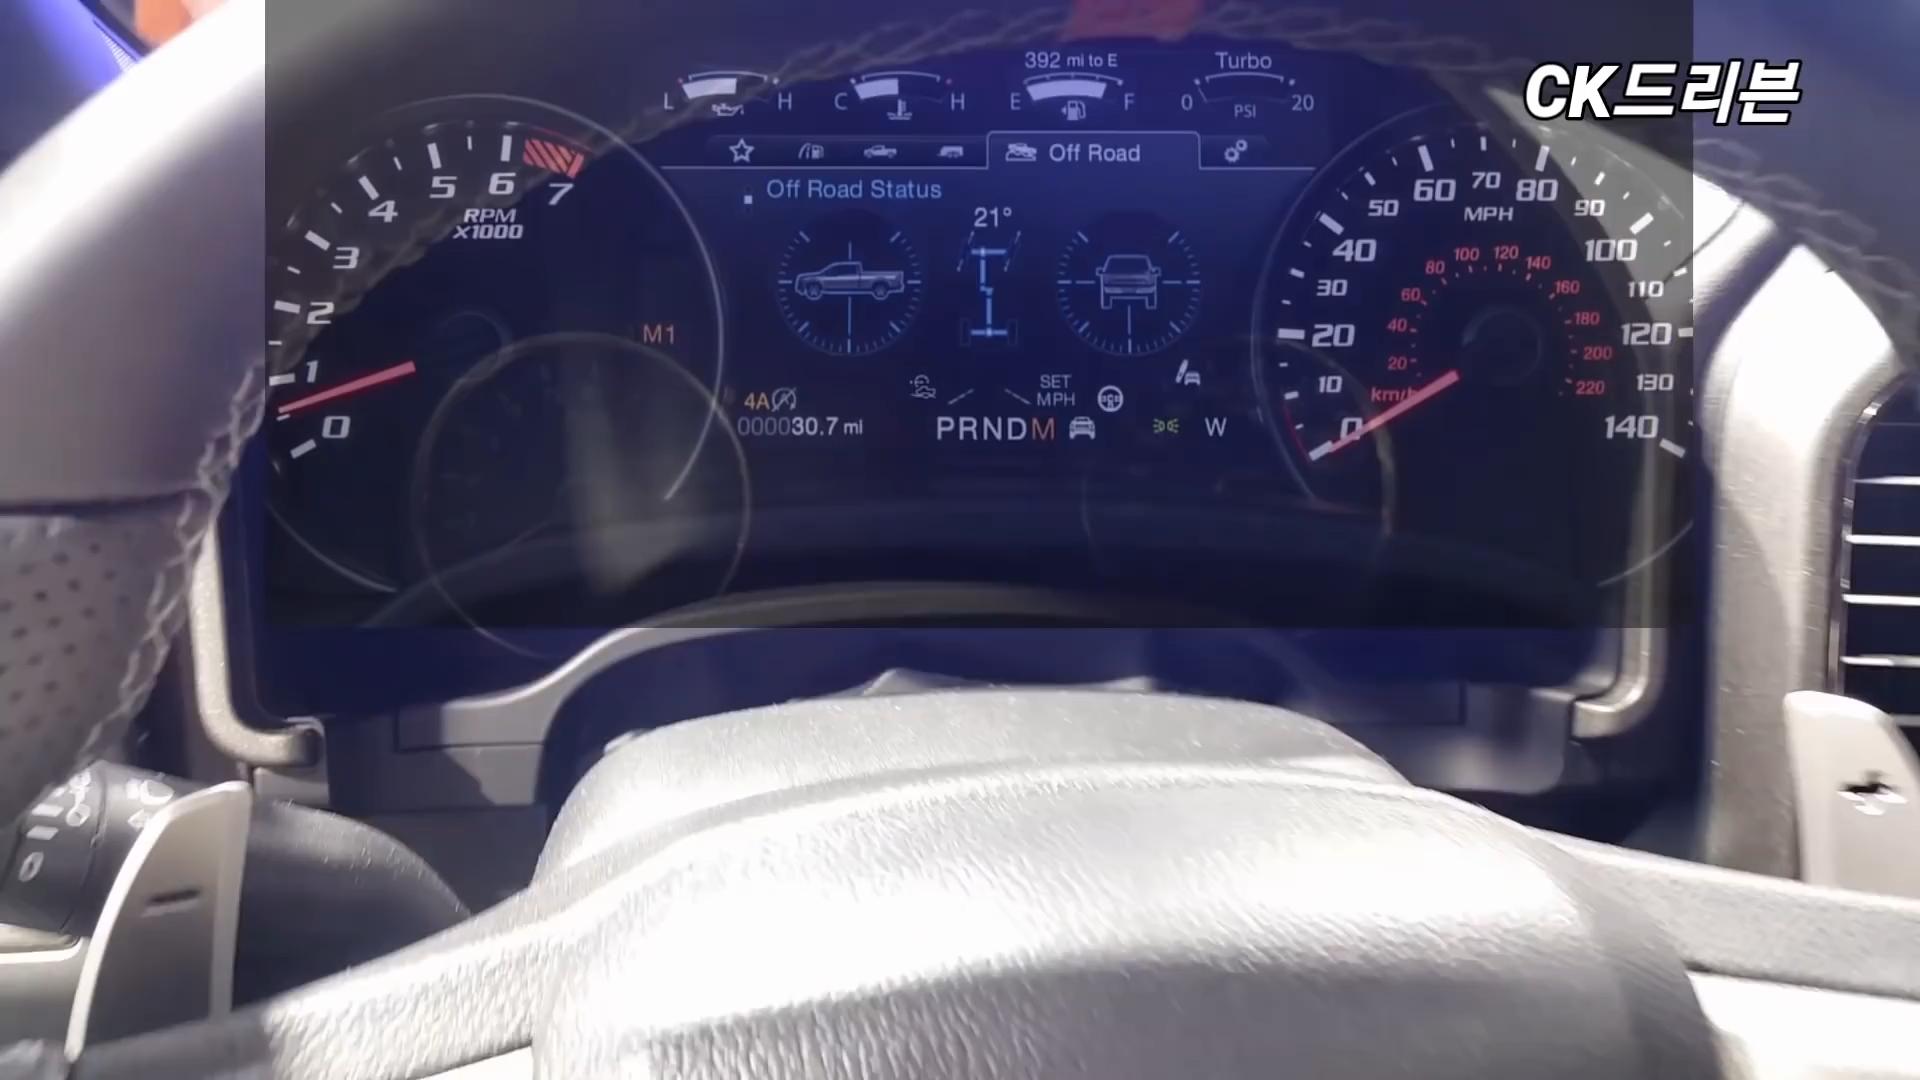 CK드리븐
392 mi to E
Turbo
L H C H E F 0 20
PSI
Off Road
Off Road Status
21°
0 1 2 3 4 5 6 7
RPM
X1000
M1
4A
SET
MPH
000030.7 mi
PRNDM
W
0 10 20 30 40 50 60 70 80 90 100 110 120 130 140
MPH
20 40 60 80 100 120 140 160 180 200 220
km/h